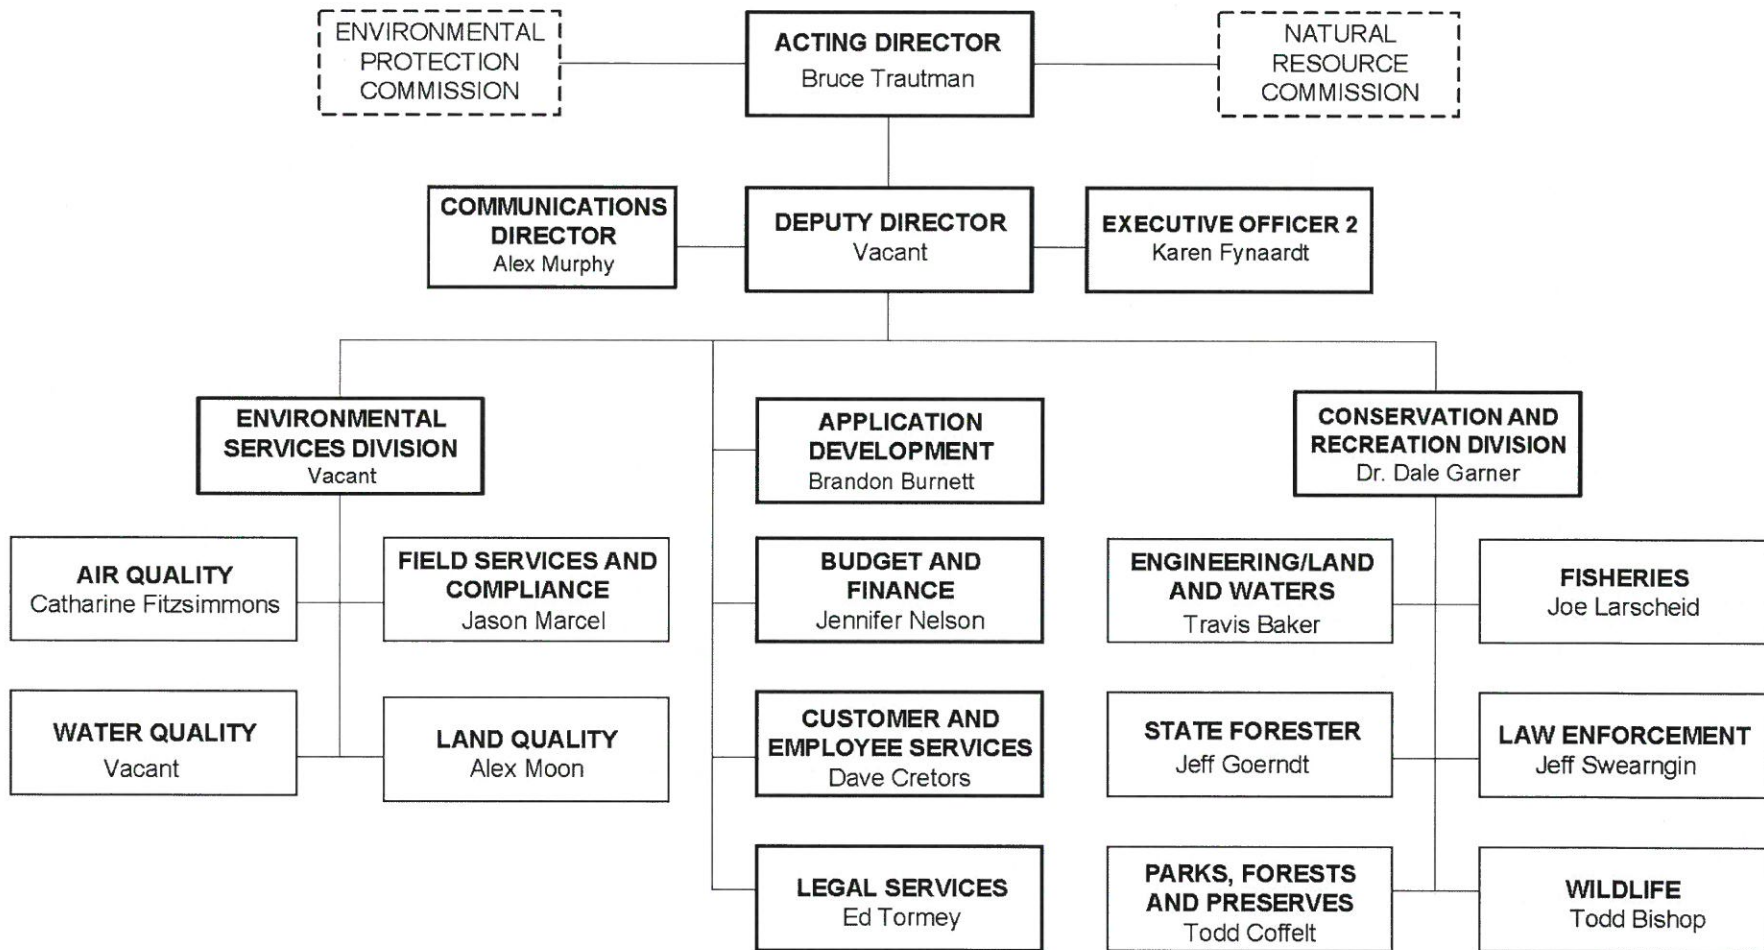 ENVIRONMENTAL
PROTECTION
COMMISSION
ACTING DIRECTOR
Bruce Trautman
NATURAL
RESOURCE
COMMISSION
COMMUNICATIONS
DIRECTOR
Alex Murphy
DEPUTY DIRECTOR
Vacant
EXECUTIVE OFFICER 2
Karen Fynaardt
ENVIRONMENTAL
SERVICES DIVISION
Vacant
AIR QUALITY
Catharine Fitzsimmons
FIELD SERVICES AND
COMPLIANCE
Jason Marcel
WATER QUALITY
Vacant
LAND QUALITY
Alex Moon
APPLICATION
DEVELOPMENT
Brandon Burnett
BUDGET AND
FINANCE
Jennifer Nelson
CUSTOMER AND
EMPLOYEE SERVICES
Dave Cretors
LEGAL SERVICES
Ed Tormey
CONSERVATION AND
RECREATION DIVISION
Dr. Dale Garner
ENGINEERING/LAND
AND WATERS
Travis Baker
FISHERIES
Joe Larscheid
STATE FORESTER
Jeff Goerndt
LAW ENFORCEMENT
Jeff Swearngin
PARKS, FORESTS
AND PRESERVES
Todd Coffelt
WILDLIFE
Todd Bishop